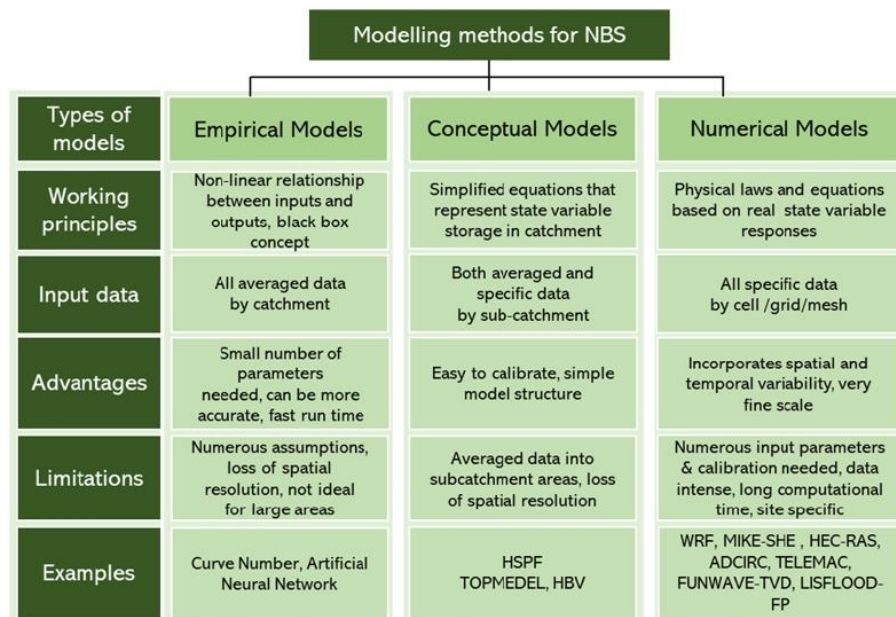 Modelling methods for NBS
Types of
models
Empirical Models
Conceptual Models
Numerical Models
Working
principles
Non-linear relationship
between inputs and
outputs, black box
concept
Simplified equations that
represent state variable
storage in catchment
Physical laws and equations
based on real state variable
responses
Input data
All averaged data
by catchment
Both averaged and
specific data
by sub-catchment
All specific data
by cell /grid/mesh
Advantages
Small number of
parameters
needed, can be more
accurate, fast run time
Easy to calibrate, simple
model structure
Incorporates spatial and
temporal variability, very
fine scale
Limitations
Numerous assumptions,
loss of spatial
resolution, not ideal
for large areas
Averaged data into
subcatchment areas, loss
of spatial resolution
Numerous input parameters
& calibration needed, data
intense, long computational
time, site specific
Examples
Curve Number, Artificial
Neural Network
HSPF
TOPMEDEL, HBV
WRF, MIKE-SHE , HEC-RAS,
ADCIRC, TELEMAC,
FUNWAVE-TVD, LISFLOOD-
FP